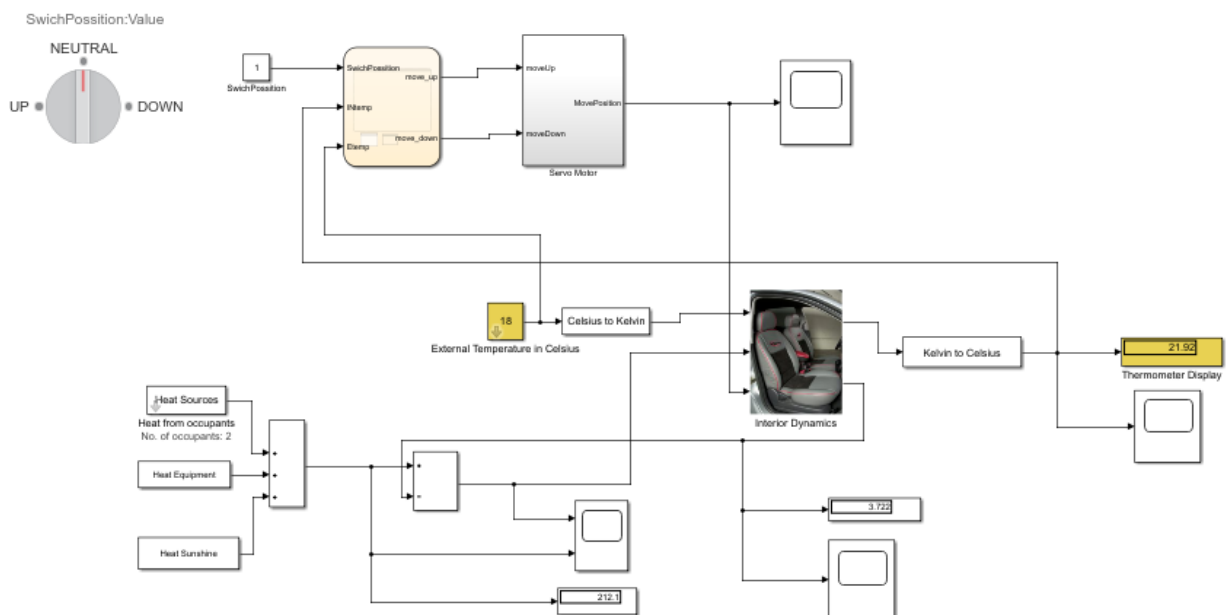 SwichPossition:Value
NEUTRAL
UP
DOWN
1
SwichPossition
SwichPossition
INtemp
Etemp
move_up
move_down
moveUp
moveDown
MovePosition
Servo Motor
18
External Temperature in Celsius
Celsius to Kelvin
Interior Dynamics
Kelvin to Celsius
21.92
Thermometer Display
Heat Sources
Heat from occupants
No. of occupants: 2
Heat Equipment
Heat Sunshine
+
+
+
3.722
212.1